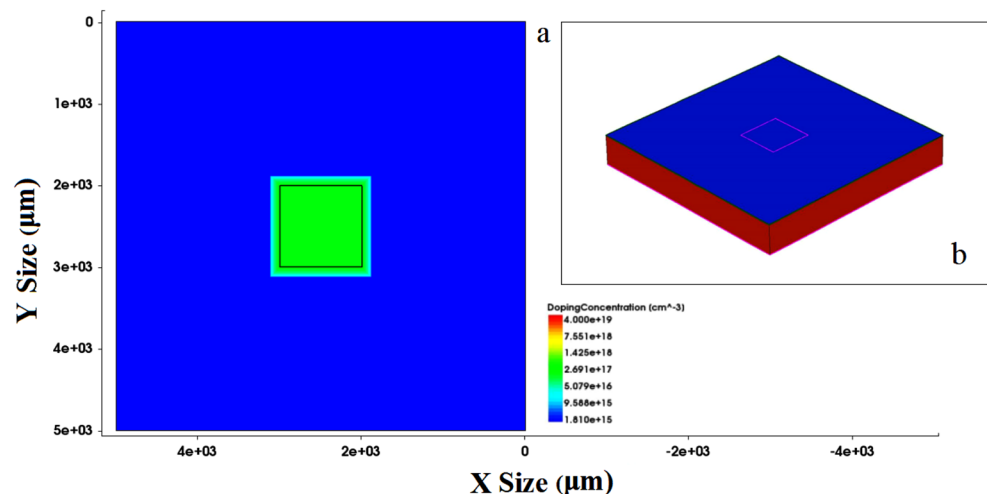 0
1e+03
2e+03
3e+03
4e+03
5e+03
Y Size (μm)
a
b
DopingConcentration (cm^-3)
4.000e+19
7.551e+18
1.425e+18
2.691e+17
5.079e+16
9.588e+15
1.810e+15
4e+03 2e+03 0 -2e+03 -4e+03
X Size (μm)